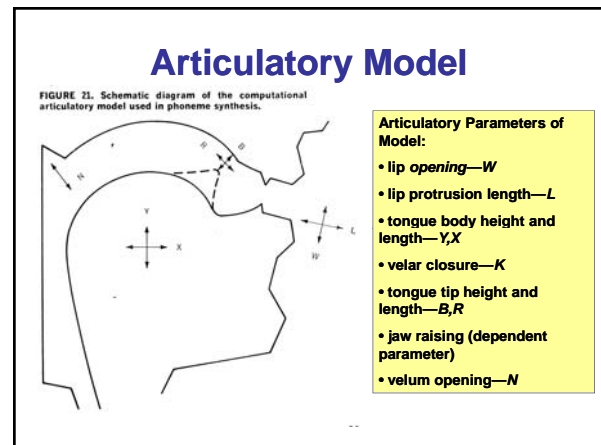 Articulatory Model
FIGURE 21. Schematic diagram of the computational
articulatory model used in phoneme synthesis.
N
R
B
Y
X
L
W
Articulatory Parameters of
Model:
• lip opening—W
• lip protrusion length—L
• tongue body height and
length—Y,X
• velar closure—K
• tongue tip height and
length—B,R
• jaw raising (dependent
parameter)
• velum opening—N